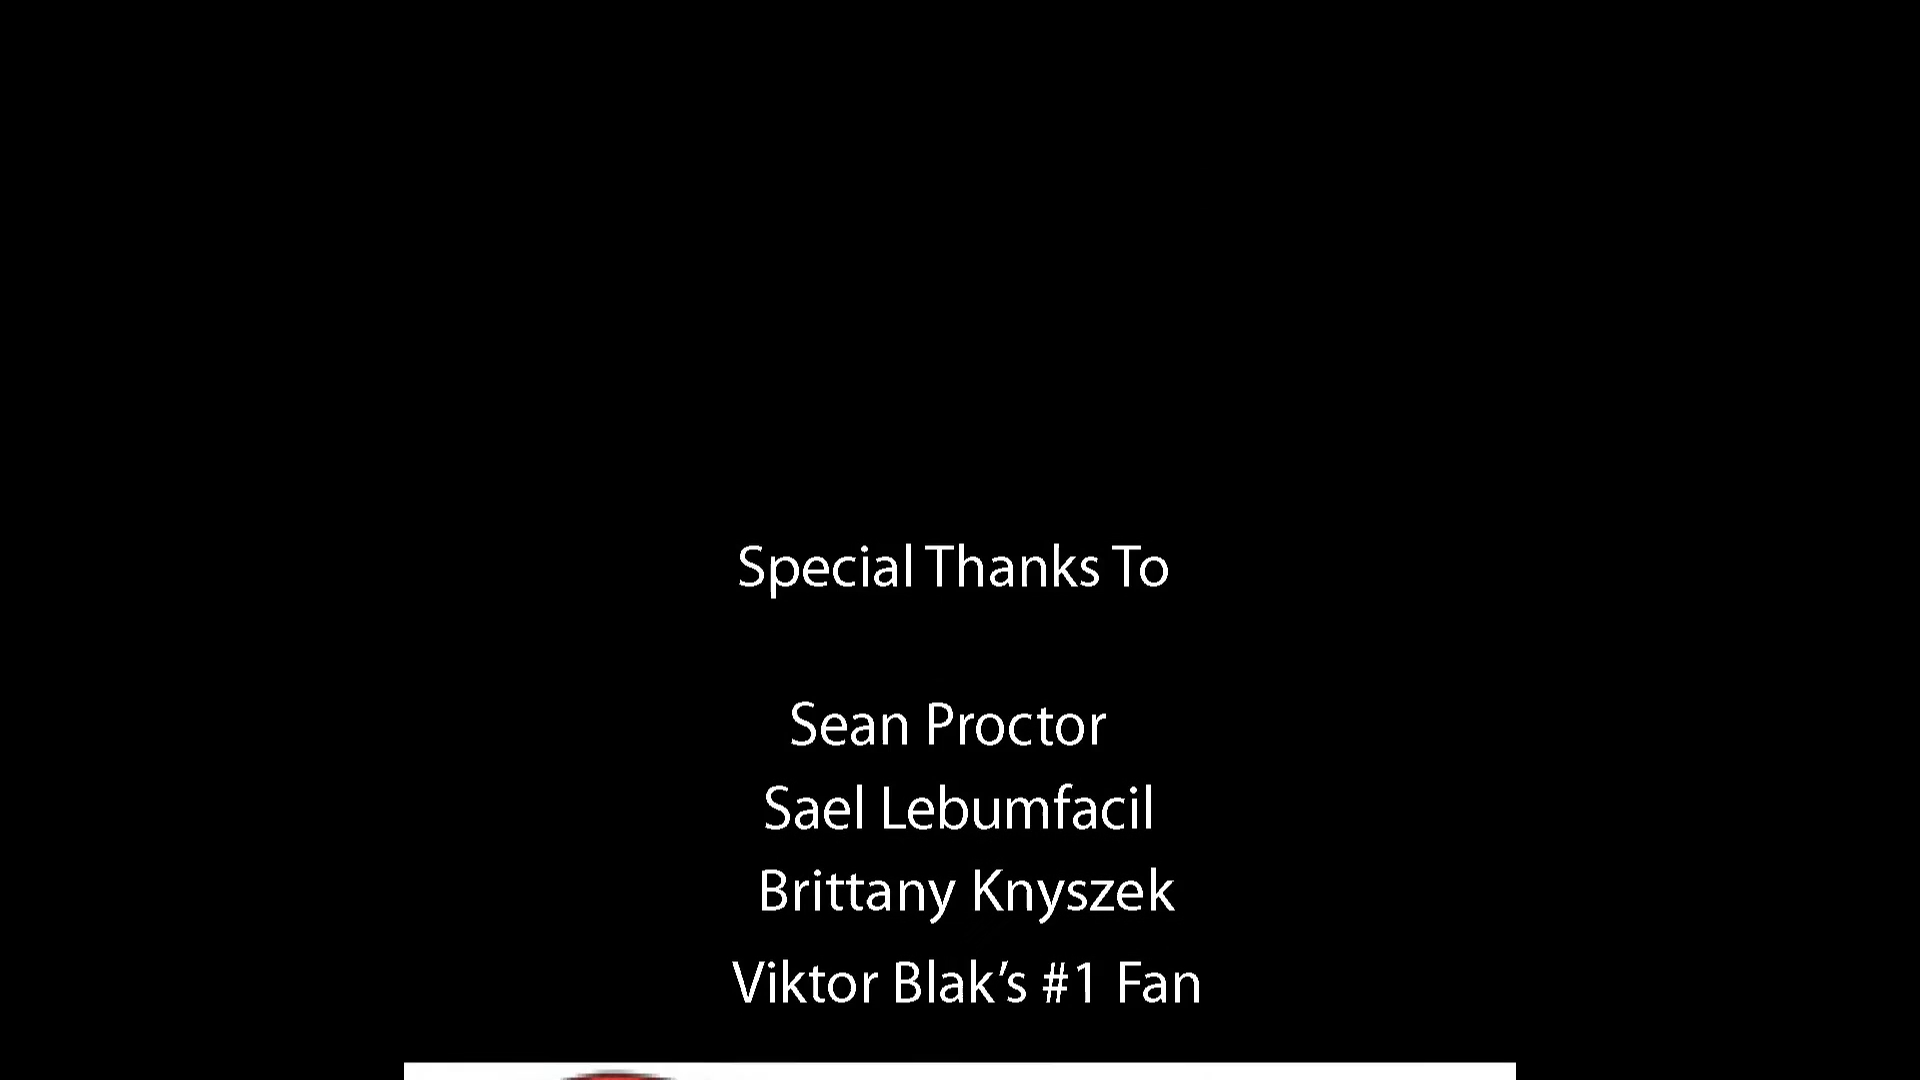 Special Thanks To
Sean Proctor
Sael Lebumfacil
Brittany Knyszek
Viktor Blak’s #1 Fan